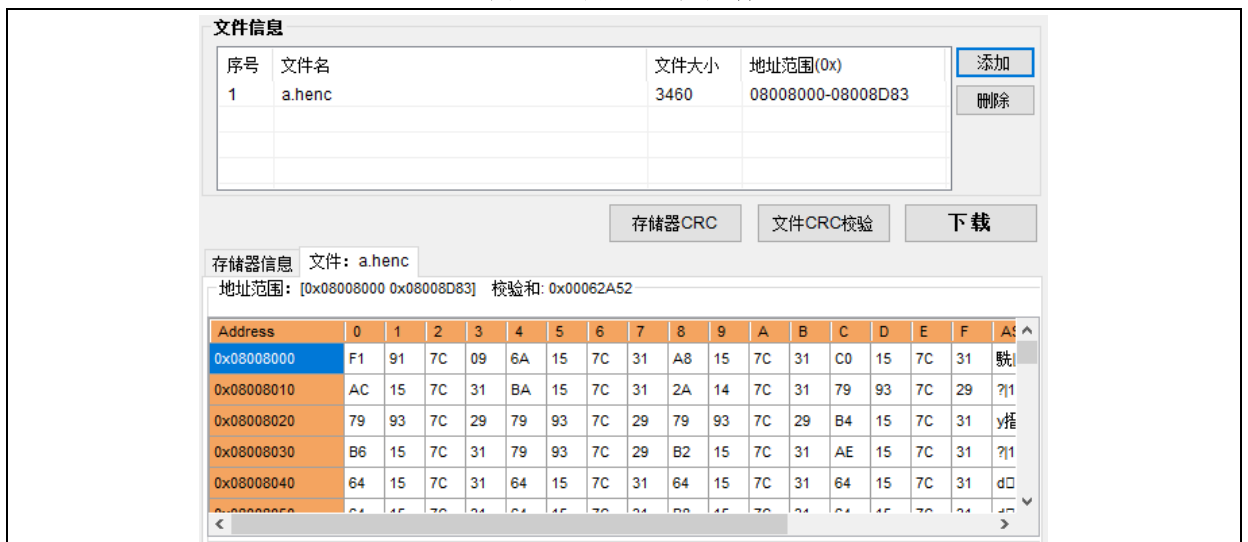 文件信息
序号 文件名 文件大小 地址范围(0x) 添加
1 a.henc 3460 08008000-08008D83 删除
存储器CRC 文件CRC校验 下载
存储器信息 文件: a.henc
地址范围: [0x08008000 0x08008D83] 校验和: 0x00062A52
Address 0 1 2 3 4 5 6 7 8 9 A B C D E F
0x08008000 F1 91 7C 09 6A 15 7C 31 A8 15 7C 31 C0 15 7C 31
0x08008010 AC 15 7C 31 BA 15 7C 31 2A 14 7C 31 79 93 7C 29 ?|1
0x08008020 79 93 7C 29 79 93 7C 29 79 93 7C 29 B4 15 7C 31
0x08008030 B6 15 7C 31 79 93 7C 29 B2 15 7C 31 AE 15 7C 31 ?|1
0x08008040 64 15 7C 31 64 15 7C 31 64 15 7C 31 64 15 7C 31